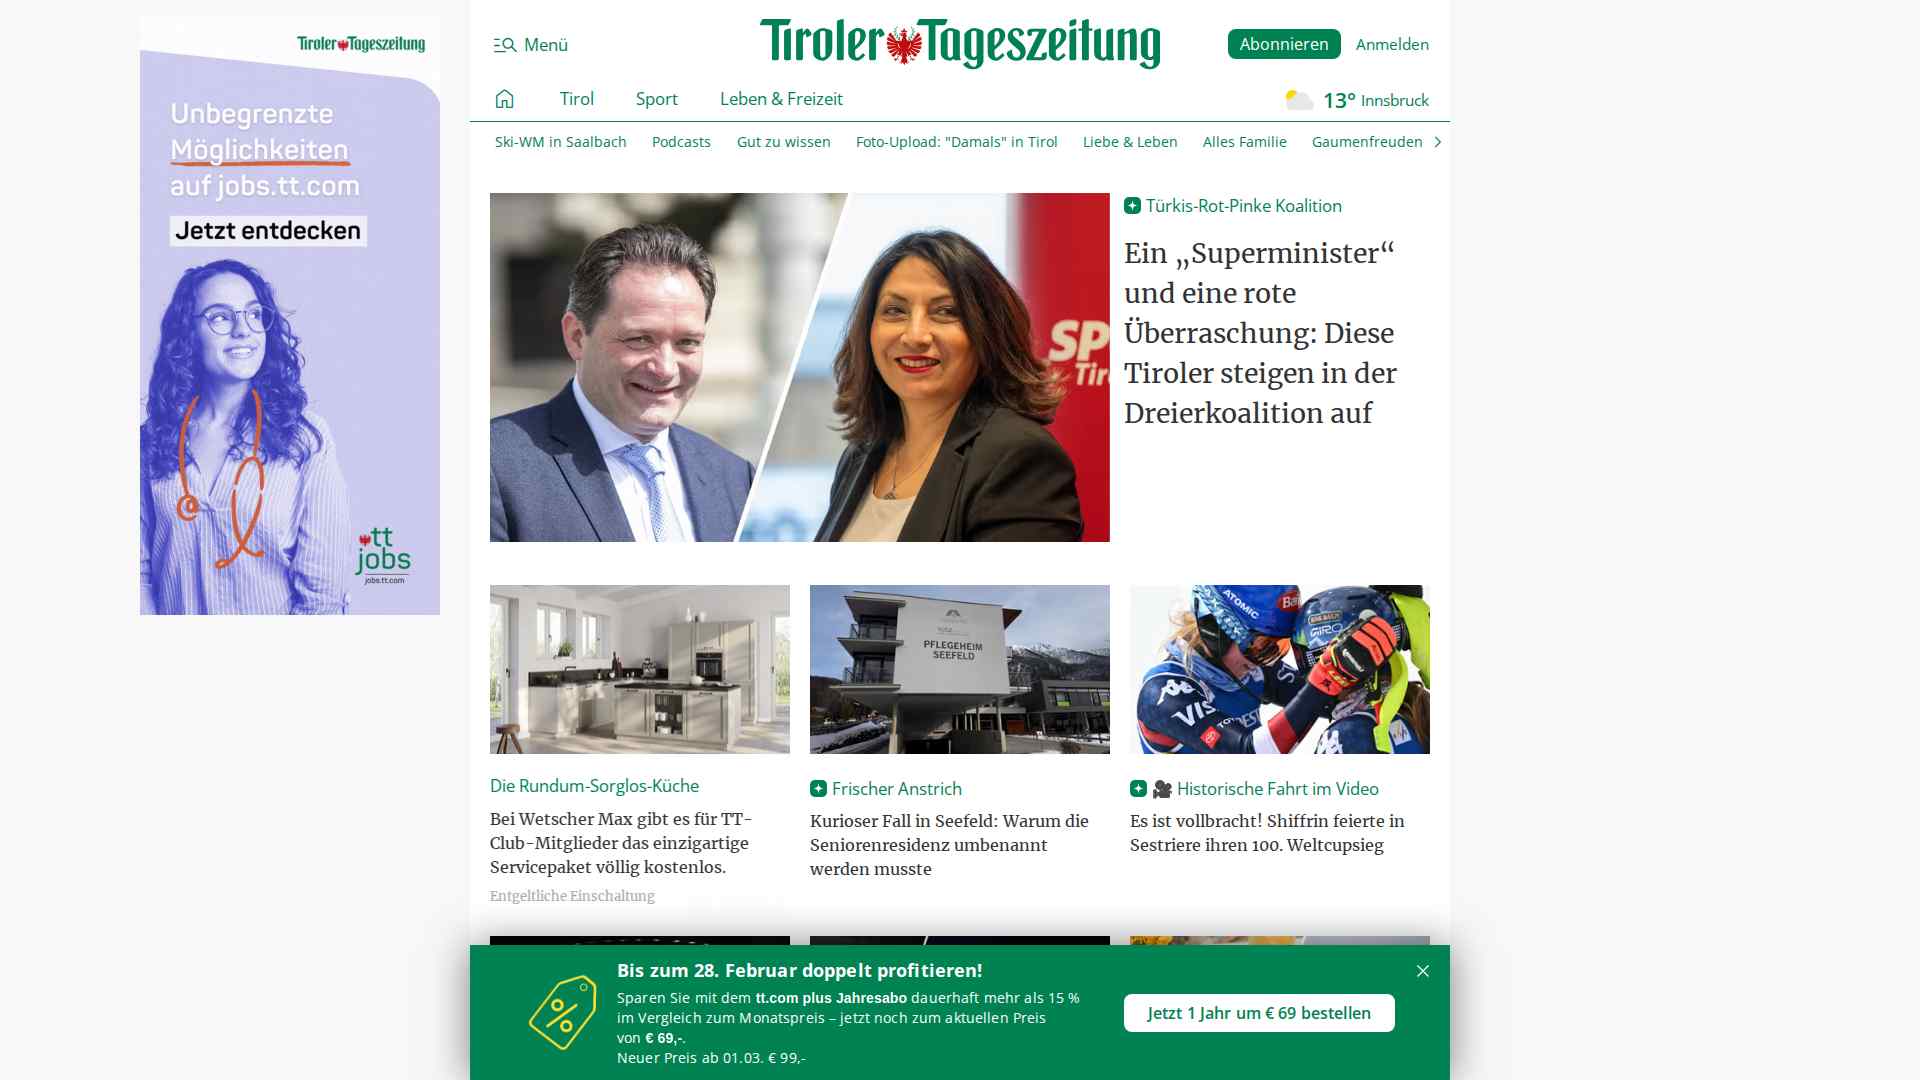 Tiroler Tageszeitung
Unbegrenzte
Möglichkeiten
auf jobs.tt.com
Jetzt entdecken
tt
jobs
jobs.tt.com
Menü
Tiroler Tageszeitung
Abonnieren
Anmelden
Tirol
Sport
Leben & Freizeit
13° Innsbruck
Ski-WM in Saalbach
Podcasts
Gut zu wissen
Foto-Upload: "Damals" in Tirol
Liebe & Leben
Alles Familie
Gaumenfreuden
SP
Tir
Türkis-Rot-Pinke Koalition
Ein „Superminister“
und eine rote
Überraschung: Diese
Tiroler steigen in der
Dreierkoalition auf
PFLEGEHEIM
SEEFELD
ATOMIC
GIRO
VIS
Die Rundum-Sorglos-Küche
Bei Wetscher Max gibt es für TT-
Club-Mitglieder das einzigartige
Servicepaket völlig kostenlos.
Entgeltliche Einschaltung
Frischer Anstrich
Kurioser Fall in Seefeld: Warum die
Seniorenresidenz umbenannt
werden musste
🎥 Historische Fahrt im Video
Es ist vollbracht! Shiffrin feierte in
Sestriere ihren 100. Weltcupsieg
Bis zum 28. Februar doppelt profitieren!
Sparen Sie mit dem tt.com plus Jahresabo dauerhaft mehr als 15 %
im Vergleich zum Monatspreis – jetzt noch zum aktuellen Preis
von € 69,-.
Neuer Preis ab 01.03. € 99,-
Jetzt 1 Jahr um € 69 bestellen